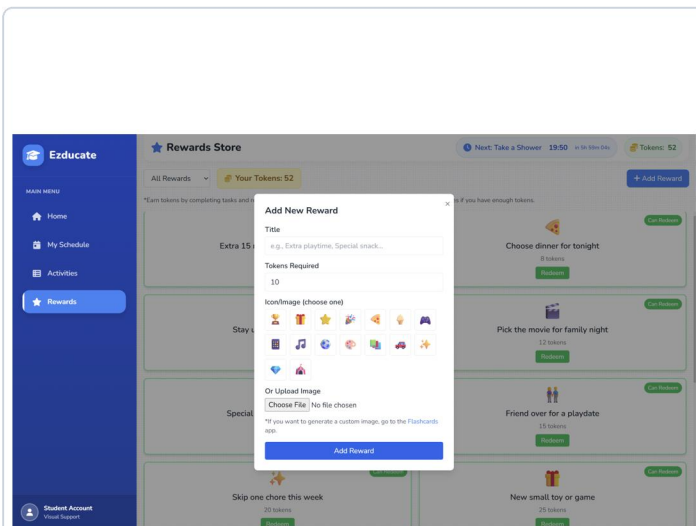 Ezducate
MAIN MENU
Home
My Schedule
Activities
Rewards
Student Account
Visual Support
Rewards Store
Next: Take a Shower 19:50
Tokens: 52
All Rewards
Your Tokens: 52
+ Add Reward
*Earn tokens by completing tasks and
if you have enough tokens.
Extra 15
Stay
Special
Skip one chore this week
20 tokens
Redeem
Can Redeem
Choose dinner for tonight
8 tokens
Redeem
Can Redeem
Pick the movie for family night
12 tokens
Redeem
Can Redeem
Friend over for a playdate
15 tokens
Redeem
Can Redeem
New small toy or game
25 tokens
Redeem
Add New Reward
×
Title
e.g., Extra playtime, Special snack...
Tokens Required
10
Icon/Image (choose one)
Or Upload Image
Choose File No file chosen
*If you want to generate a custom image, go to the Flashcards
app.
Add Reward